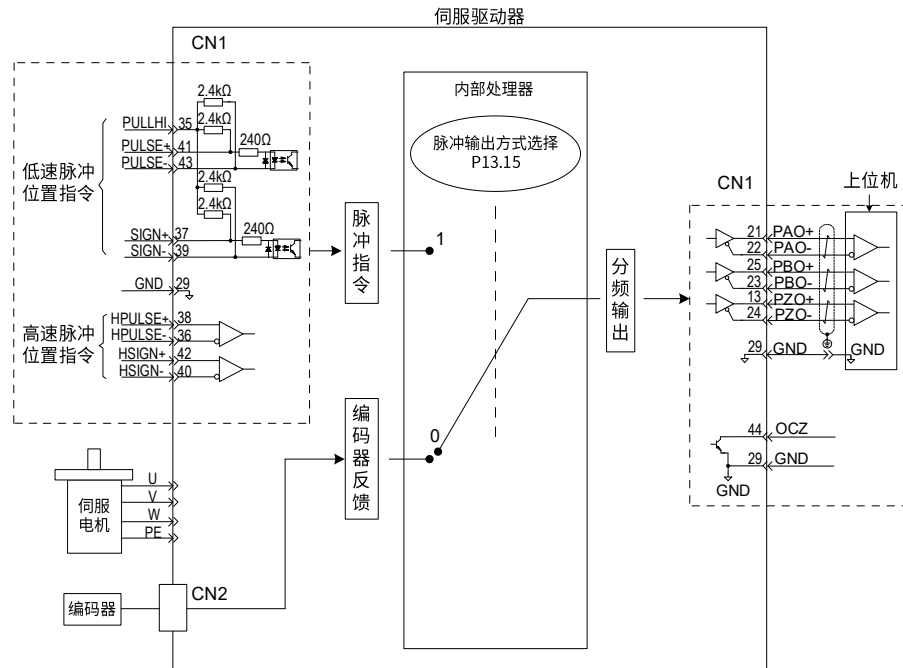 伺服驱动器
CN1
2.4kΩ
PULLHI 35
2.4kΩ
PULSE+ 41
240Ω
PULSE- 43
低速脉冲
位置指令
2.4kΩ
2.4kΩ
SIGN+ 37
240Ω
SIGN- 39
GND 29
高速脉冲
位置指令
HPULSE+ 38
HPULSE- 36
HSIGN+ 42
HSIGN- 40
伺服
电机
U
V
W
PE
编码器
CN2
脉冲指令
编码器反馈
内部处理器
脉冲输出方式选择
P13.15
1
0
分频输出
CN1
上位机
21 PAO+
22 PAO-
25 PBO+
23 PBO-
13 PZO+
24 PZO-
29 GND
GND
44 OCZ
29 GND
GND